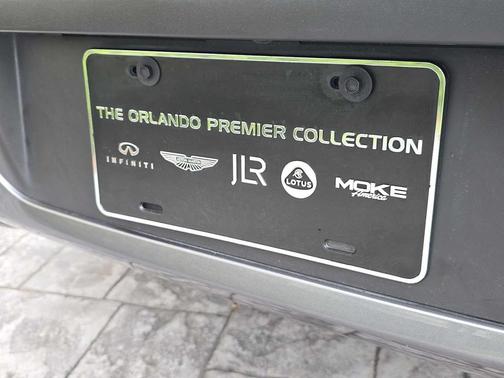 THE ORLANDO PREMIER COLLECTION
INFINITI JLR LOTUS MOKE
America